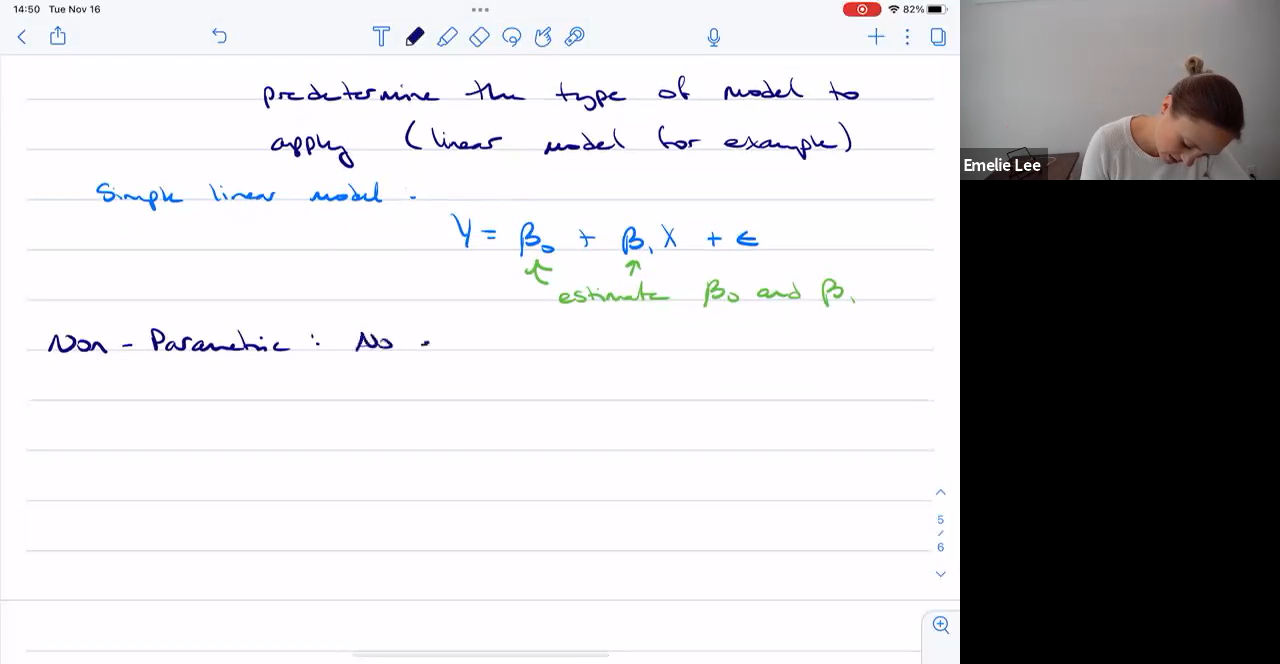 14:50 Tue Nov 16
82%
predetermine the type of model to
apply (linear model for example)
Simple linear model.
Y = β₀ + β₁X + ε
estimate β₀ and β₁
Non-Parametric: No
Emelie Lee
5
/
6